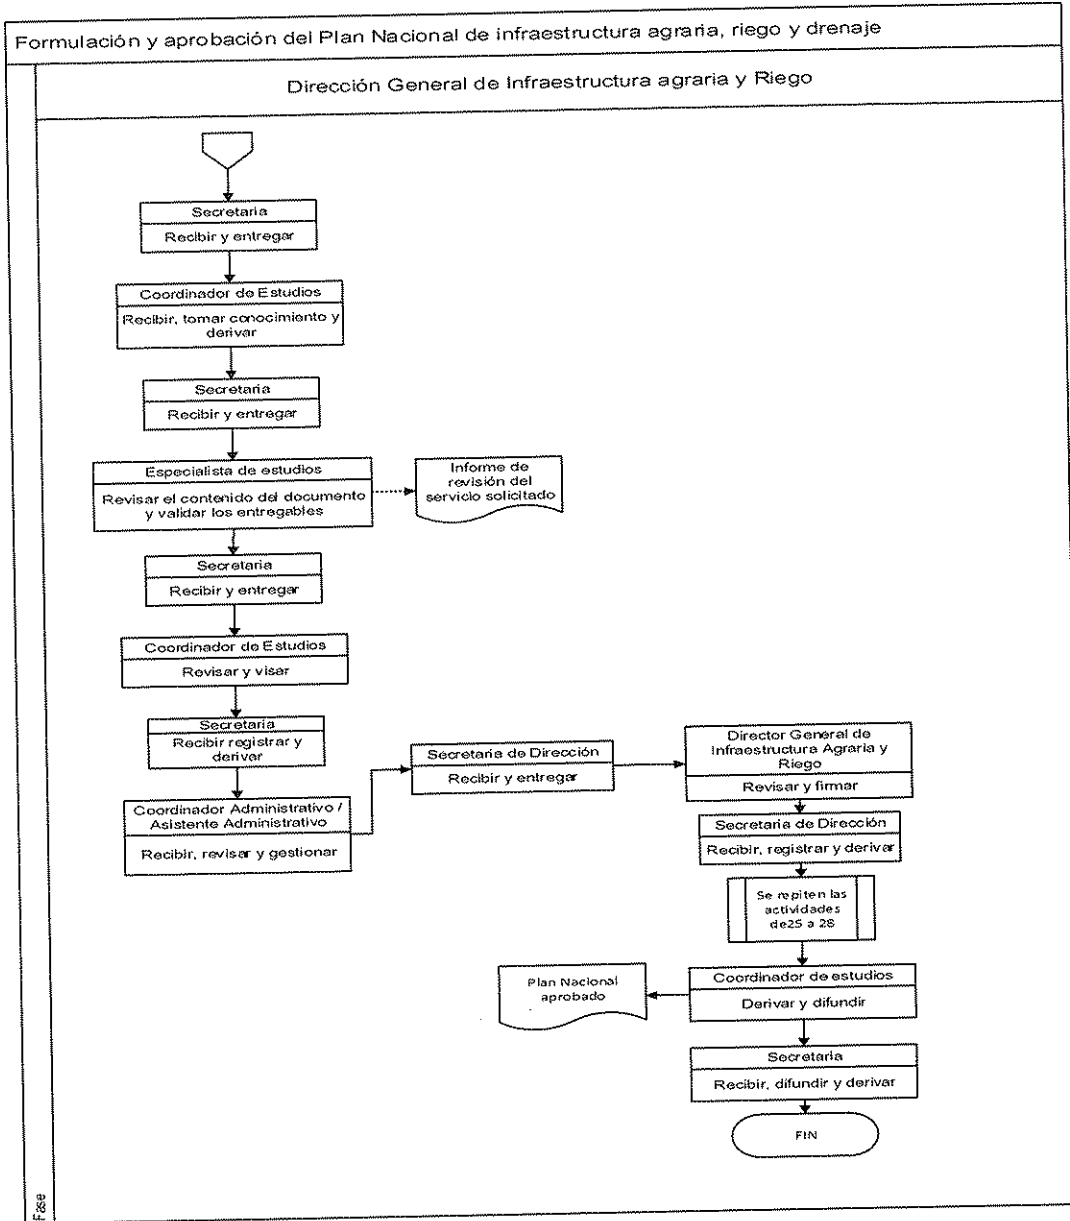 Formulación y aprobación del Plan Nacional de infraestructura agraria, riego y drenaje
Dirección General de Infraestructura agraria y Riego
Secretaria
Recibir y entregar
Coordinador de Estudios
Recibir, tomar conocimiento y
derivar
Secretaria
Recibir y entregar
Especialista de estudios
Revisar el contenido del documento
y validar los entregables
Informe de
revisión del
servicio solicitado
Secretaria
Recibir y entregar
Coordinador de Estudios
Revisar y visar
Secretaria
Recibir registrar y
derivar
Coordinador Administrativo /
Asistente Administrativo
Recibir, revisar y gestionar
Secretaria de Dirección
Recibir y entregar
Director General de
Infraestructura Agraria y
Riego
Revisar y firmar
Secretaria de Dirección
Recibir, registrar y derivar
Se repiten las
actividades
de25 a 28
Coordinador de estudios
Derivar y difundir
Plan Nacional
aprobado
Secretaria
Recibir, difundir y derivar
FIN
Fase